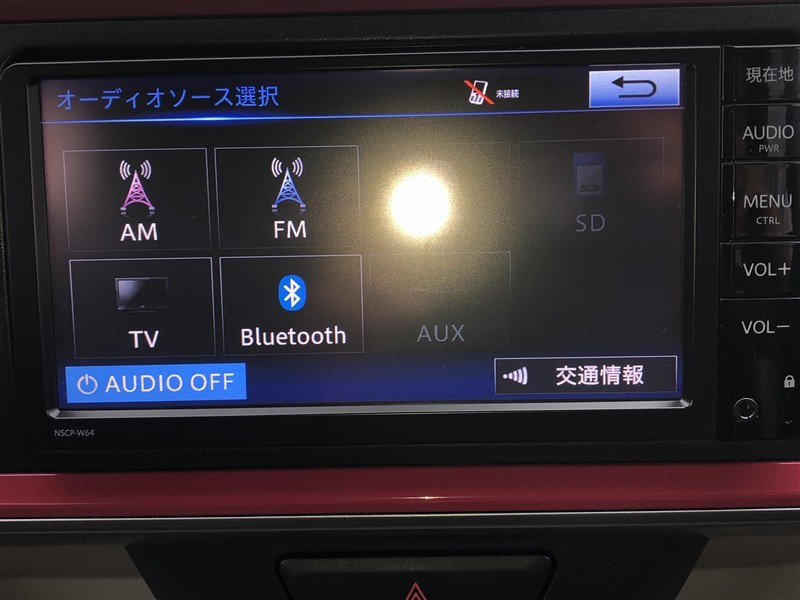 オーディオソース選択
未接続
AM
FM
SD
TV
Bluetooth
AUX
AUDIO OFF
交通情報
NSCP-W64
現在地
AUDIO
PWR
MENU
CTRL
VOL+
VOL−